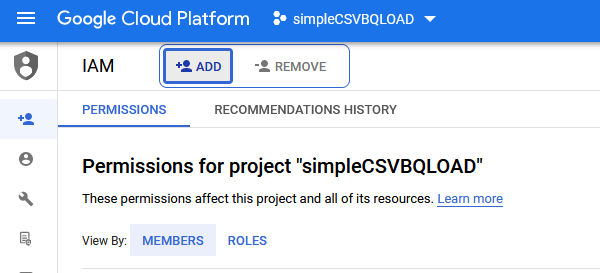 Google Cloud Platform simpleCSVBQLOAD
IAM ADD REMOVE
PERMISSIONS RECOMMENDATIONS HISTORY
Permissions for project "simpleCSVBQLOAD"
These permissions affect this project and all of its resources. Learn more
View By: MEMBERS ROLES